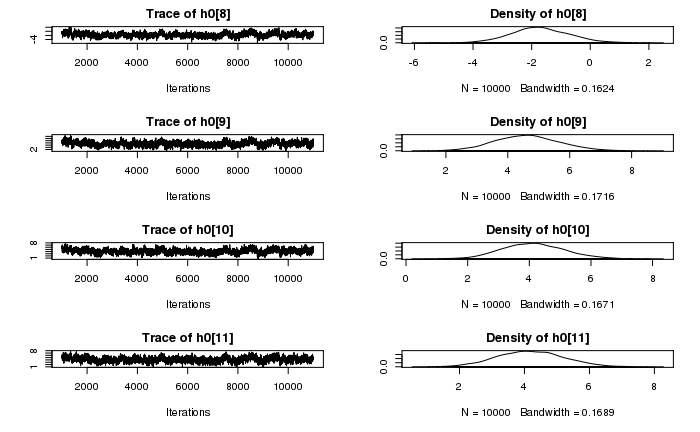 Trace of h0[8]
-4
2000 4000 6000 8000 10000
Iterations
Density of h0[8]
0.0
-6 -4 -2 0 2
N = 10000 Bandwidth = 0.1624
Trace of h0[9]
2
2000 4000 6000 8000 10000
Iterations
Density of h0[9]
0.0
2 4 6 8
N = 10000 Bandwidth = 0.1716
Trace of h0[10]
1 8
2000 4000 6000 8000 10000
Iterations
Density of h0[10]
0.0
0 2 4 6 8
N = 10000 Bandwidth = 0.1671
Trace of h0[11]
1 8
2000 4000 6000 8000 10000
Iterations
Density of h0[11]
0.0
2 4 6 8
N = 10000 Bandwidth = 0.1689